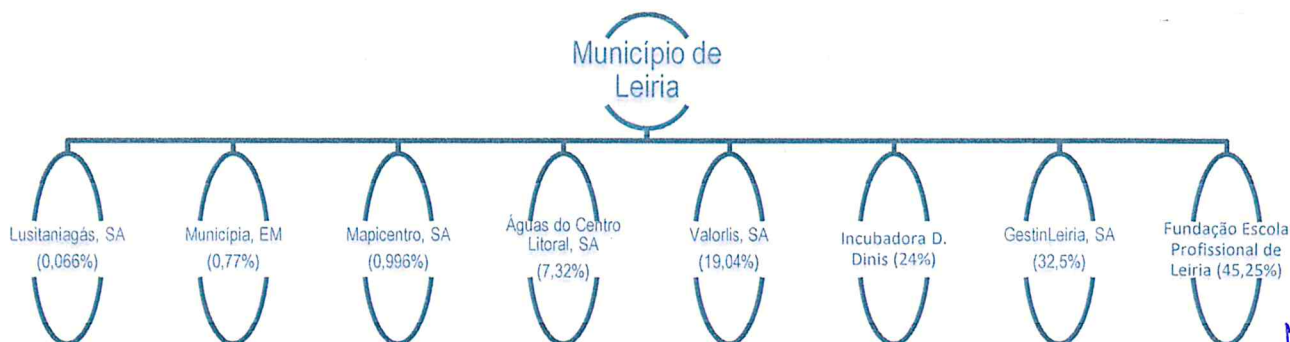 Município de
Leiria
Lusitaniagás, SA
(0,066%)
Municípia, EM
(0,77%)
Mapicentro, SA
(0,996%)
Águas do Centro
Litoral, SA
(7,32%)
Valorlis, SA
(19,04%)
Incubadora D.
Dinis (24%)
GestinLeiria, SA
(32,5%)
Fundação Escola
Profissional de
Leiria (45,25%)